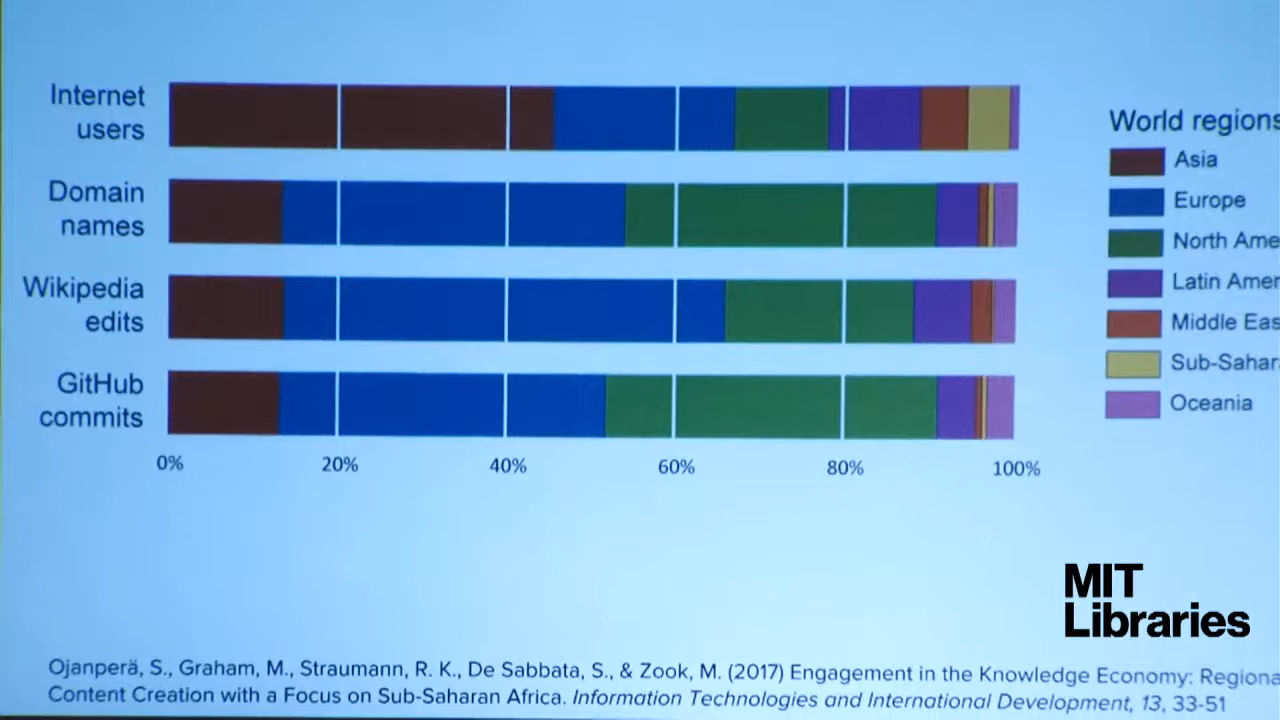 Internet
users
Domain
names
Wikipedia
edits
GitHub
commits
0% 20% 40% 60% 80% 100%
World regions
Asia
Europe
North Ame
Latin Amer
Middle Eas
Sub-Sahar
Oceania
MIT
Libraries
Ojanperä, S., Graham, M., Straumann, R. K., De Sabbata, S., & Zook, M. (2017) Engagement in the Knowledge Economy: Regiona
Content Creation with a Focus on Sub-Saharan Africa. Information Technologies and International Development, 13, 33-51